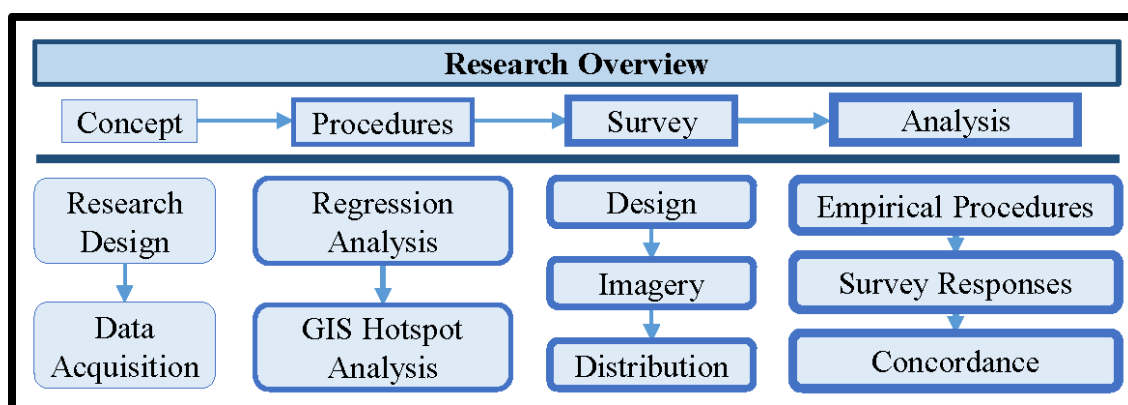 Research Overview
Concept
Procedures
Survey
Analysis
Research
Design
Data
Acquisition
Regression
Analysis
GIS Hotspot
Analysis
Design
Imagery
Distribution
Empirical Procedures
Survey Responses
Concordance